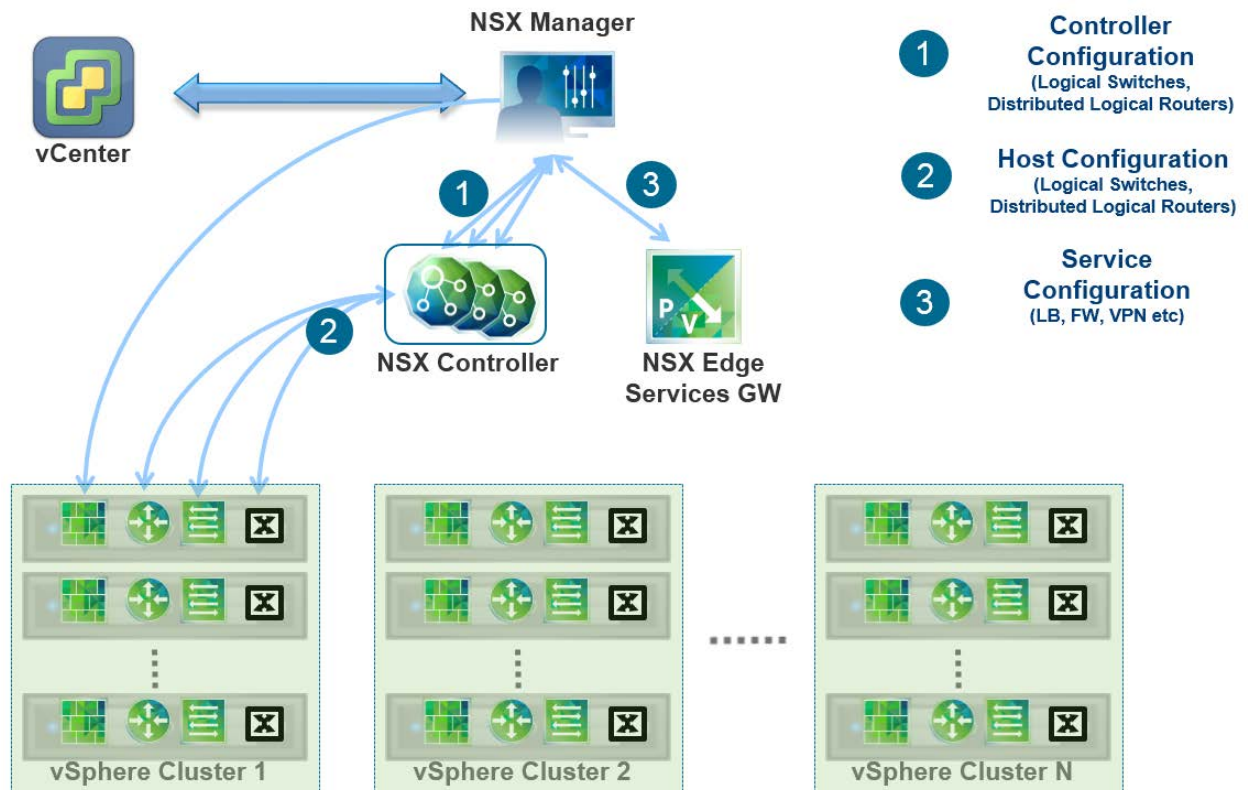 NSX Manager
vCenter
1
3
2
NSX Controller
NSX Edge
Services GW
P
V
1
Controller
Configuration
(Logical Switches,
Distributed Logical Routers)
2
Host Configuration
(Logical Switches,
Distributed Logical Routers)
3
Service
Configuration
(LB, FW, VPN etc)
X
X
X
vSphere Cluster 1
X
X
X
vSphere Cluster 2
X
X
X
vSphere Cluster N